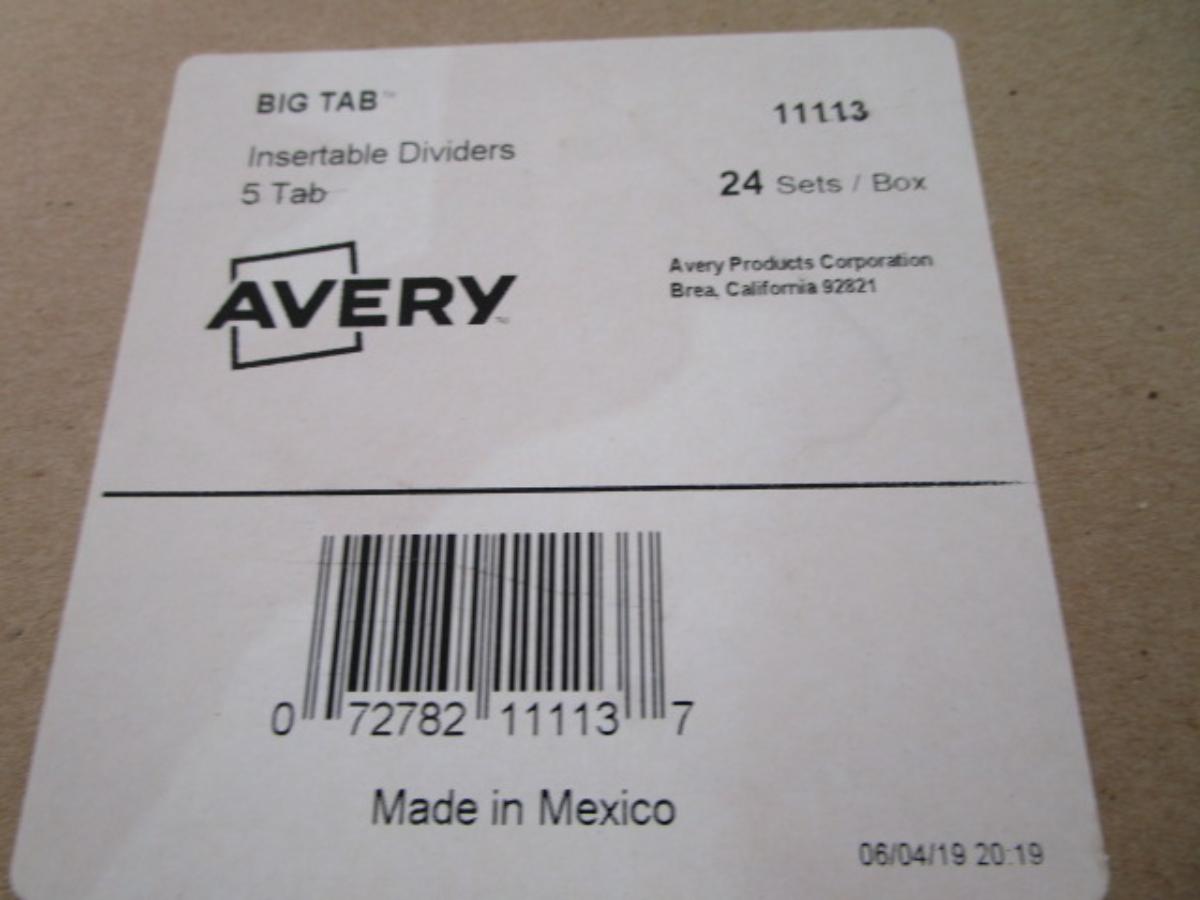 BIG TAB™
11113
Insertable Dividers
5 Tab
24 Sets / Box
AVERY™
Avery Products Corporation
Brea, California 92821
0 72782 11113 7
Made in Mexico
06/04/19 20:19